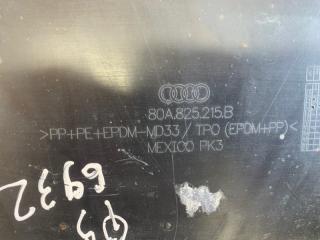 80A.825.215.B
>PP+PE+EPDM-MD33 / TPO (EPDM+PP)<
MEXICO PK3
Q5
6932